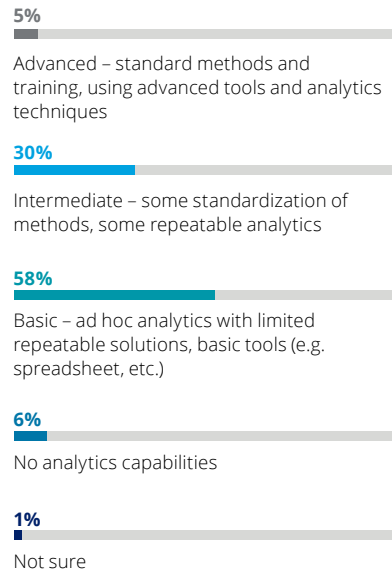 5%
Advanced – standard methods and
training, using advanced tools and analytics
techniques
30%
Intermediate – some standardization of
methods, some repeatable analytics
58%
Basic – ad hoc analytics with limited
repeatable solutions, basic tools (e.g.
spreadsheet, etc.)
6%
No analytics capabilities
1%
Not sure